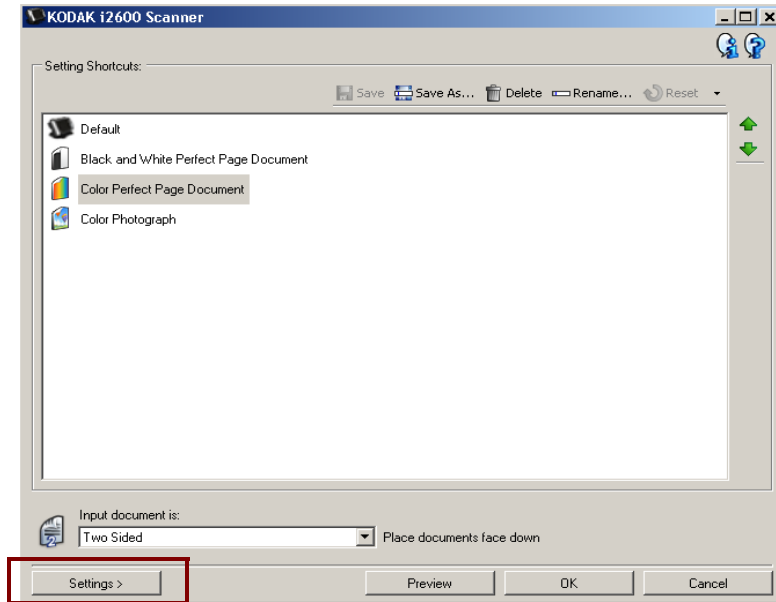 KODAK i2600 Scanner
Setting Shortcuts:
Save Save As... Delete Rename... Reset
Default
Black and White Perfect Page Document
Color Perfect Page Document
Color Photograph
Input document is:
Two Sided Place documents face down
Settings > Preview OK Cancel